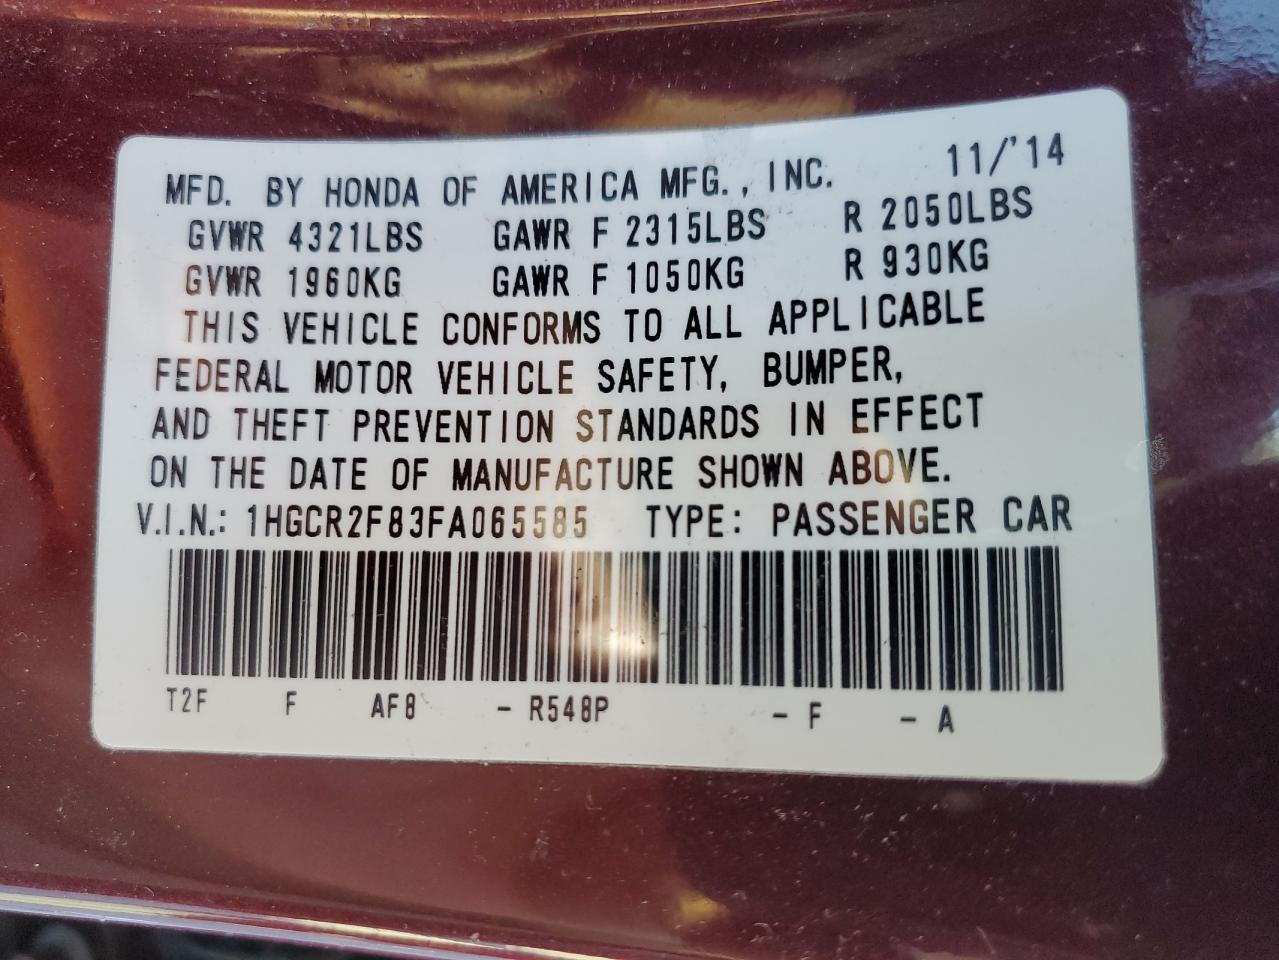 MFD. BY HONDA OF AMERICA MFG., INC. 11/'14
GVWR 4321LBS GAWR F 2315LBS R 2050LBS
GVWR 1960KG GAWR F 1050KG R 930KG
THIS VEHICLE CONFORMS TO ALL APPLICABLE
FEDERAL MOTOR VEHICLE SAFETY, BUMPER,
AND THEFT PREVENTION STANDARDS IN EFFECT
ON THE DATE OF MANUFACTURE SHOWN ABOVE.
V.I.N.: 1HGCR2F83FA065585 TYPE: PASSENGER CAR
T2F F AF8 - R548P - F - A